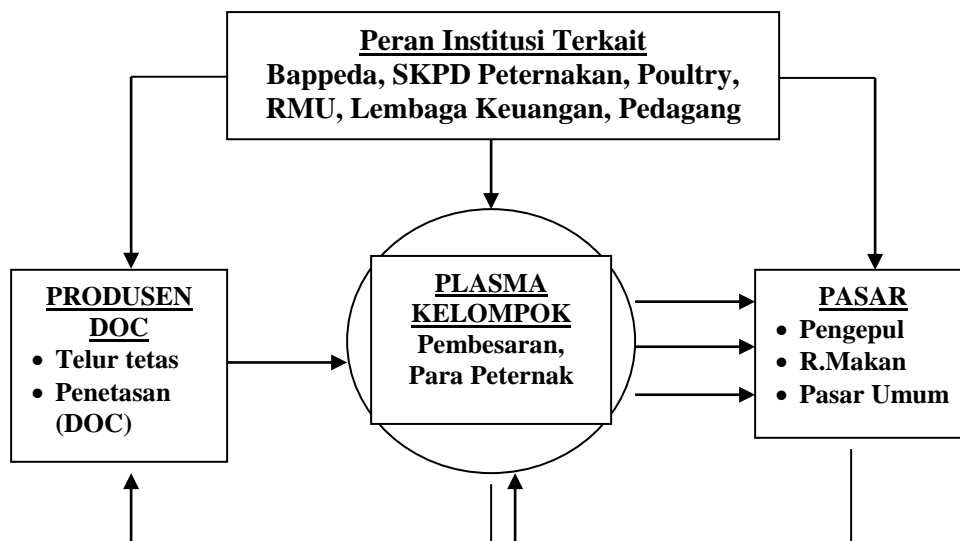 Peran Institusi Terkait
Bappeda, SKPD Peternakan, Poultry,
RMU, Lembaga Keuangan, Pedagang
PRODUSEN
DOC
• Telur tetas
• Penetasan
(DOC)
PLASMA
KELOMPOK
Pembesaran,
Para Peternak
PASAR
• Pengepul
• R.Makan
• Pasar Umum